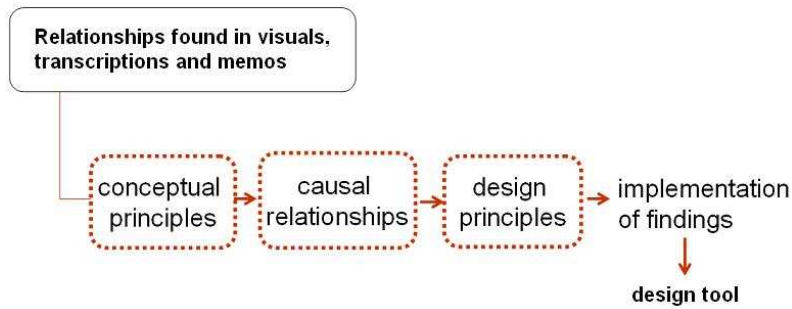 Relationships found in visuals,
transcriptions and memos
conceptual
principles
causal
relationships
design
principles
implementation
of findings
design tool